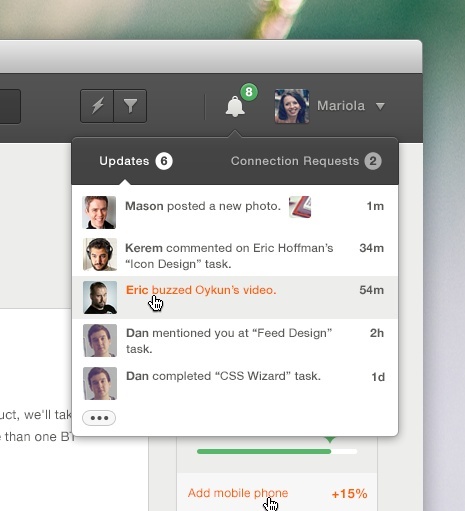 8
Mariola
Updates 6
Connection Requests 2
Mason posted a new photo. 1m
Kerem commented on Eric Hoffman's 34m
“Icon Design” task.
Eric buzzed Oykun's video. 54m
Dan mentioned you at “Feed Design” 2h
task.
Dan completed “CSS Wizard” task. 1d
uct, we'll tak
e than one BT
Add mobile phone +15%